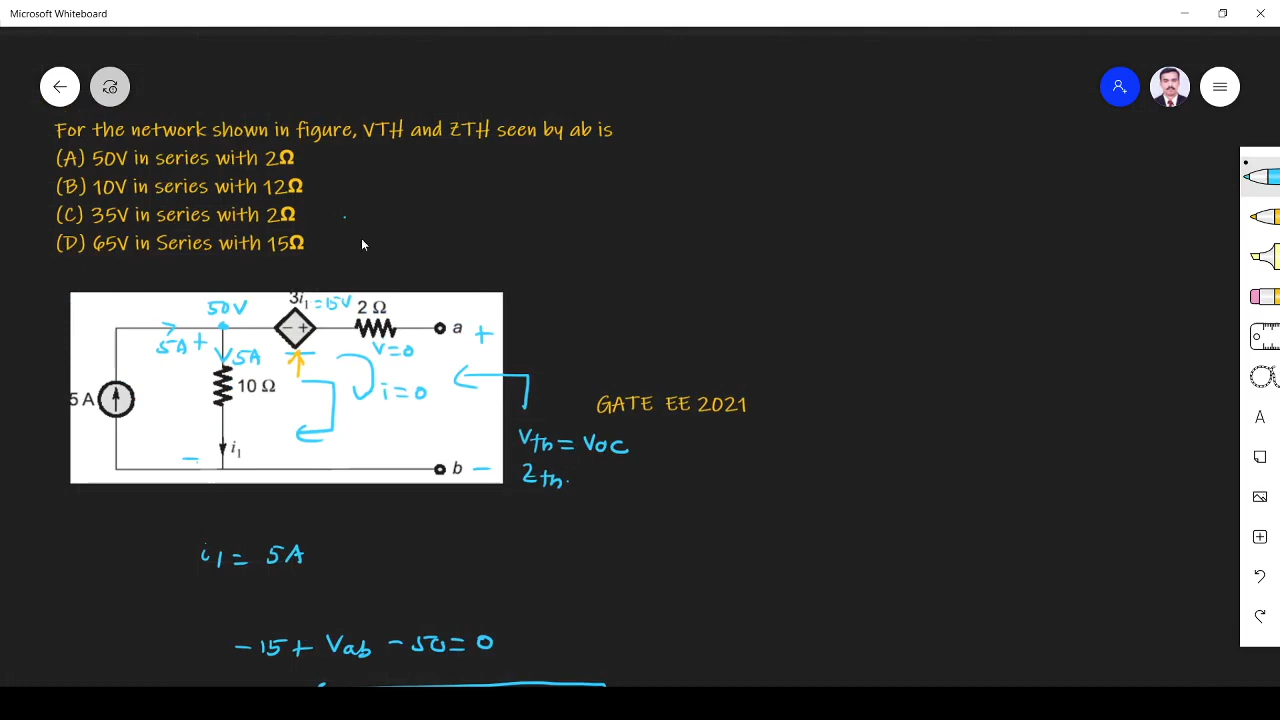 Microsoft Whiteboard
For the network shown in figure, VTH and ZTH seen by ab is
(A) 50V in series with 2Ω
(B) 10V in series with 12Ω
(C) 35V in series with 2Ω
(D) 65V in Series with 15Ω
3i₁ = 15V
50V
2 Ω
a +
5A +
5A
V=0
10 Ω
i=0
5 A
GATE EE 2021
Vth = Voc
i₁
b -
Zth.
i₁ = 5A
-15 + Vab - 50 = 0